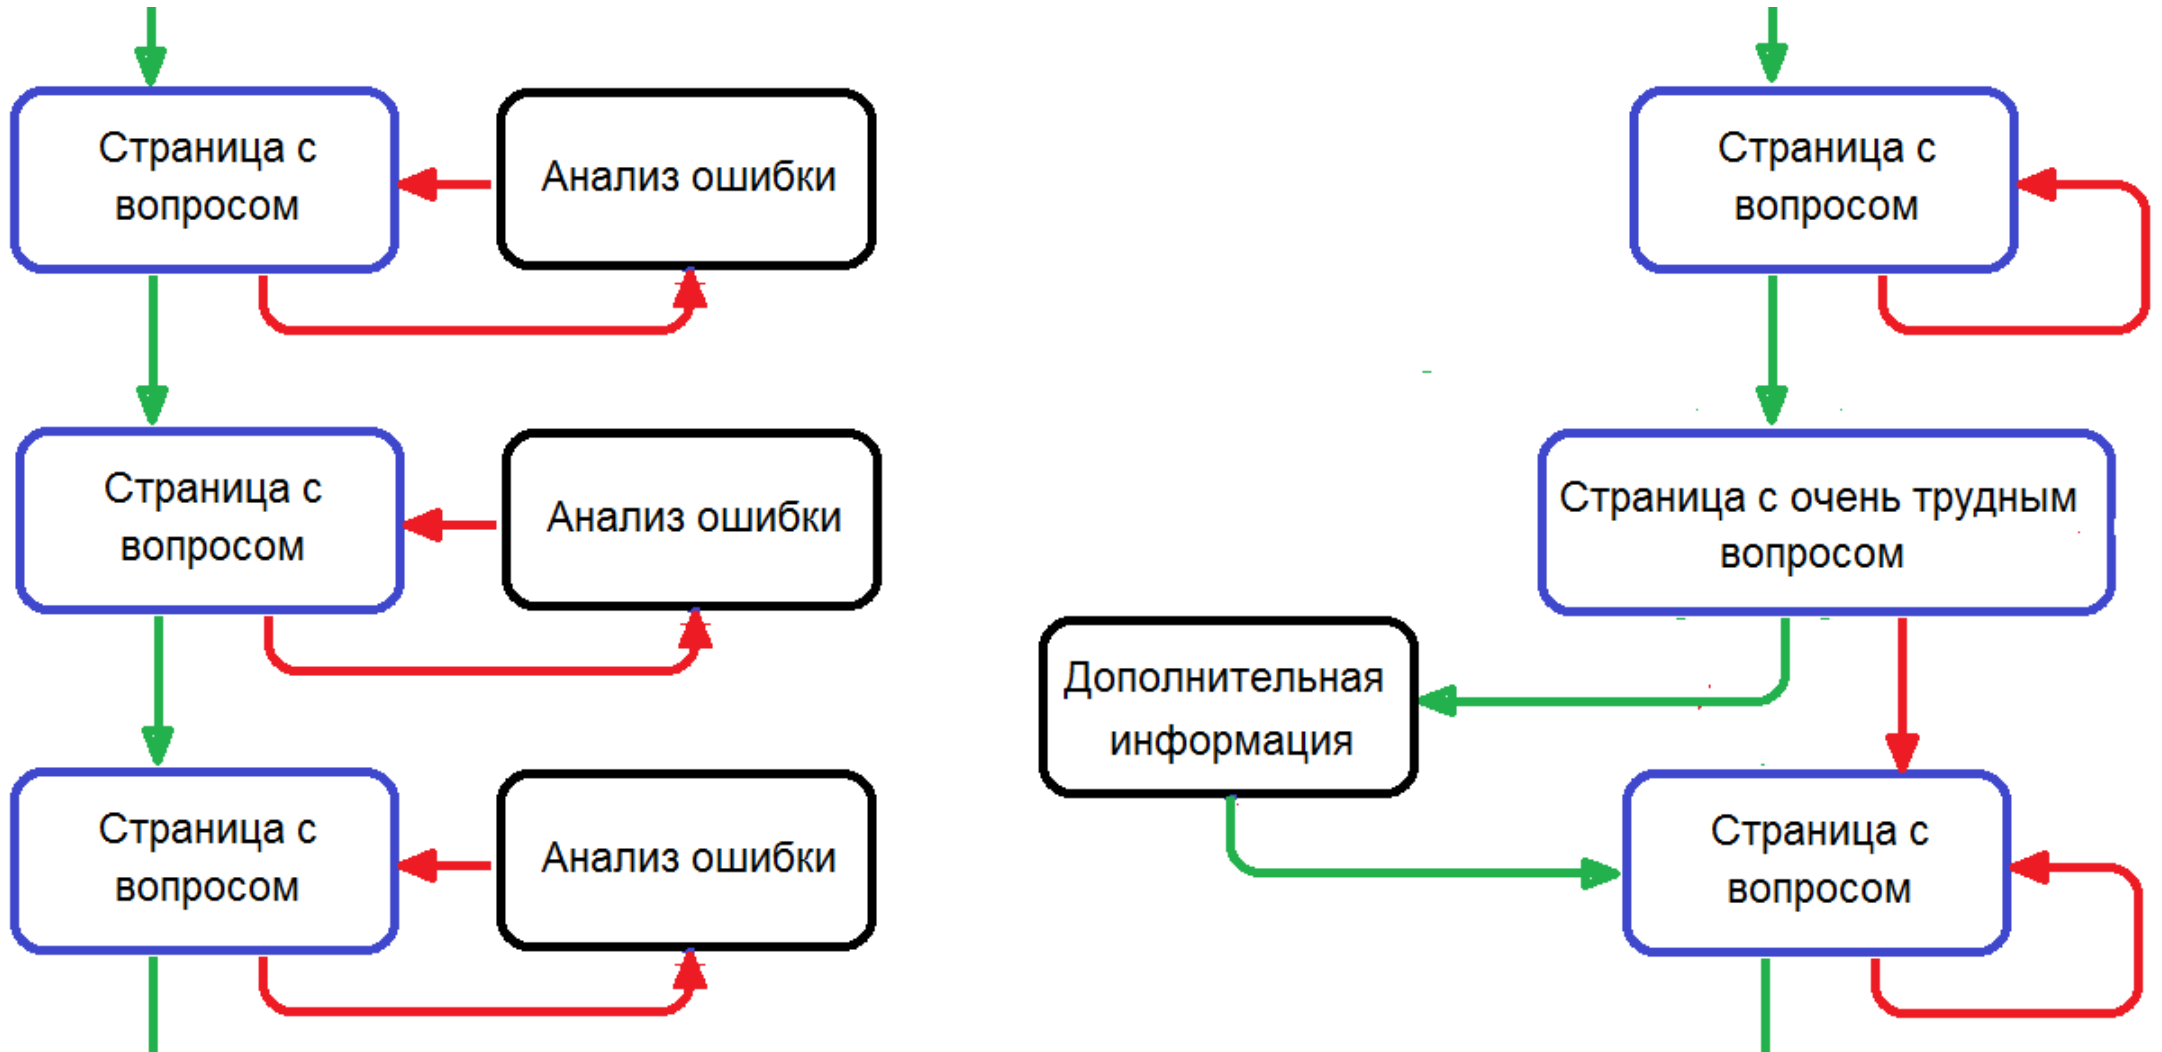 Страница с
вопросом
Анализ ошибки
Страница с
вопросом
Анализ ошибки
Страница с
вопросом
Анализ ошибки
Страница с
вопросом
Страница с очень трудным
вопросом
Дополнительная
информация
Страница с
вопросом